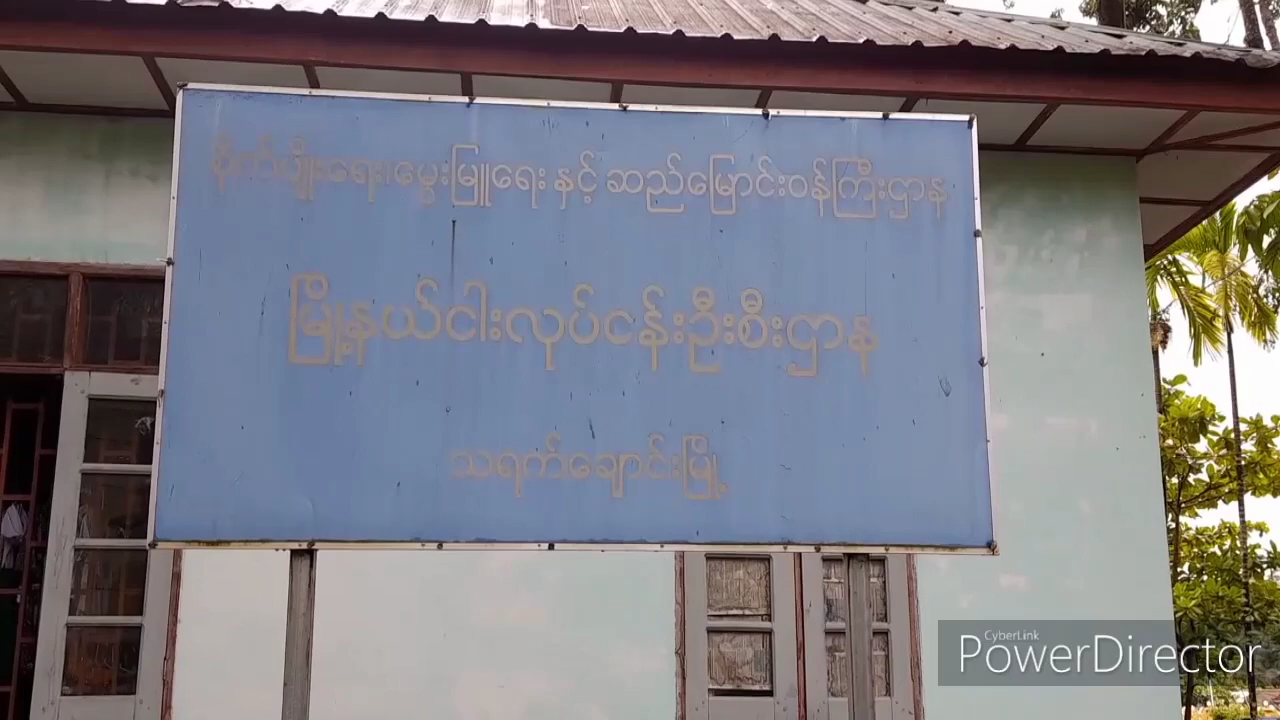 စိုက်ပျိုးရေး၊မွေးမြူရေး နှင့် ဆည်မြောင်းဝန်ကြီးဌာန
မြို့နယ်ငါးလုပ်ငန်းဦးစီးဌာန
သရက်ချောင်းမြို့
CyberLink
PowerDirector